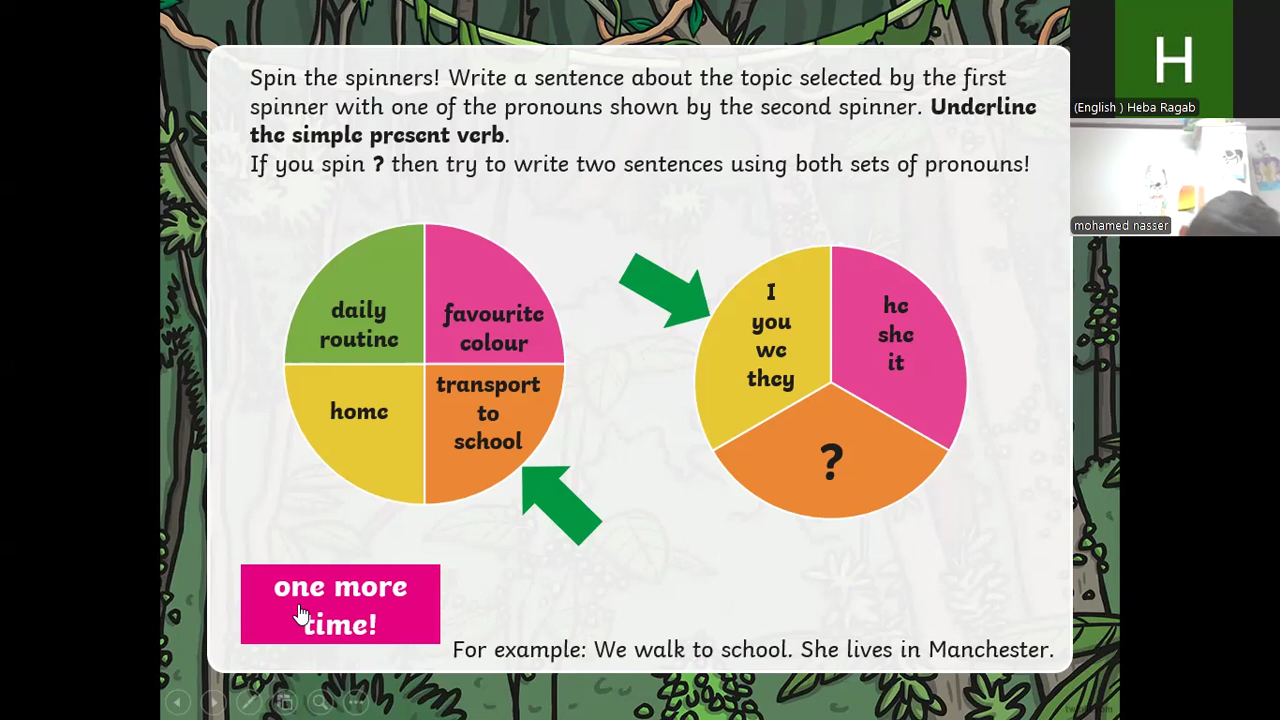 Spin the spinners! Write a sentence about the topic selected by the first
spinner with one of the pronouns shown by the second spinner. Underline
the simple present verb.
If you spin ? then try to write two sentences using both sets of pronouns!
daily
routine
favourite
colour
home
transport
to
school
I
you
we
they
he
she
it
?
one more
time!
For example: We walk to school. She lives in Manchester.
H
(English ) Heba Ragab
mohamed nasser